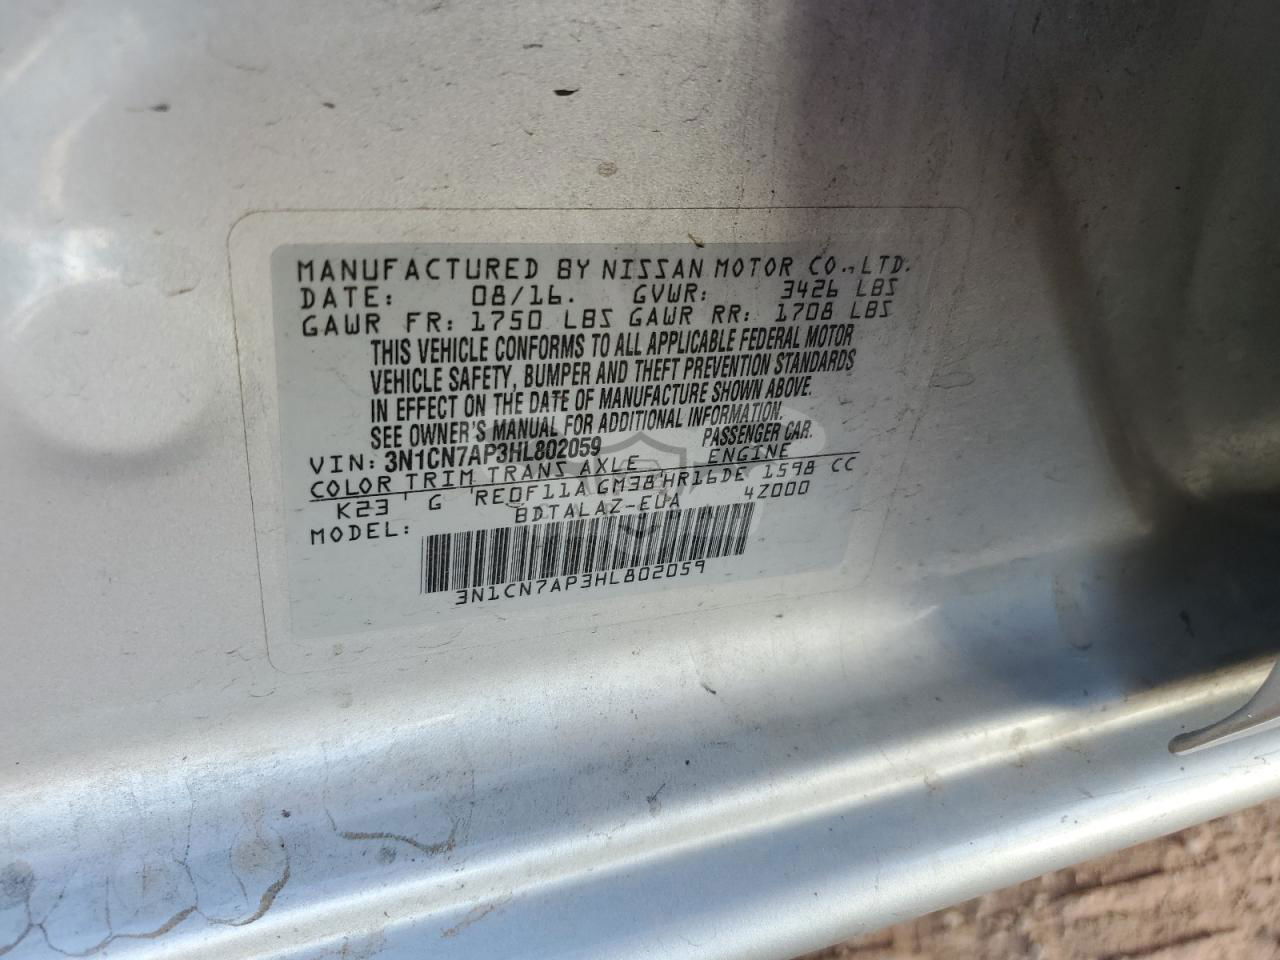 MANUFACTURED BY NISSAN MOTOR CO., LTD.
DATE: 08/16. GVWR: 3426 LBS
GAWR FR: 1750 LBS GAWR RR: 1708 LBS
THIS VEHICLE CONFORMS TO ALL APPLICABLE FEDERAL MOTOR
VEHICLE SAFETY, BUMPER AND THEFT PREVENTION STANDARDS
IN EFFECT ON THE DATE OF MANUFACTURE SHOWN ABOVE.
SEE OWNER'S MANUAL FOR ADDITIONAL INFORMATION.
VIN: 3N1CN7AP3HL802059 PASSENGER CAR.
COLOR TRIM TRANS AXLE ENGINE
K23 G RE0F11A GM38 HR16DE 1598 CC
MODEL: BDTALAZ-EUA 4Z000
3N1CN7AP3HL802059